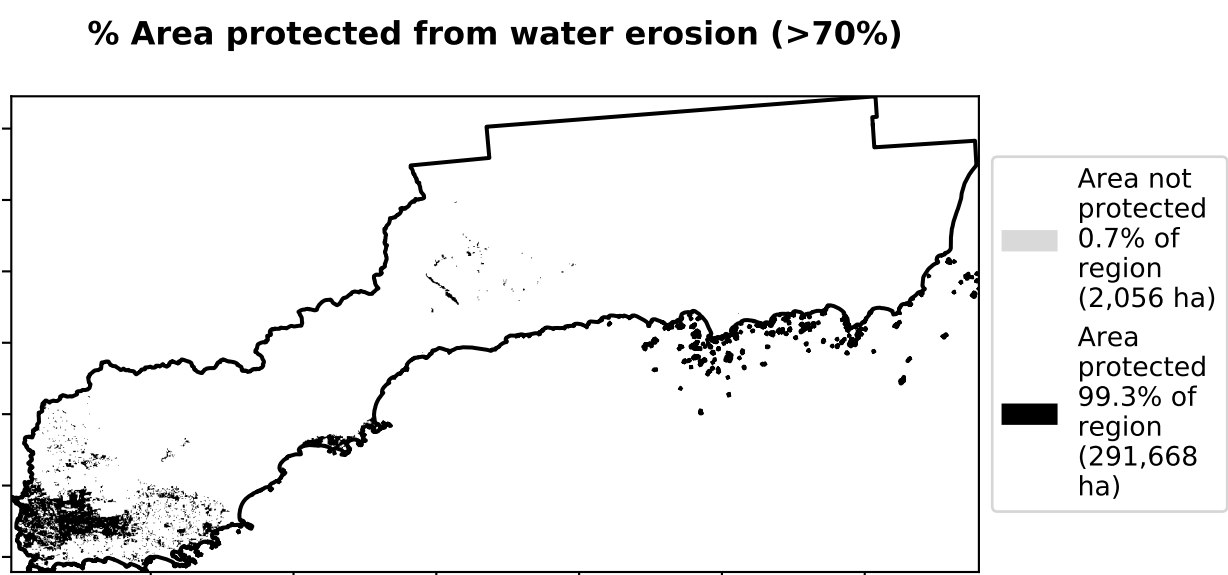 % Area protected from water erosion (>70%)
Area not
protected
0.7% of
region
(2,056 ha)
Area
protected
99.3% of
region
(291,668
ha)